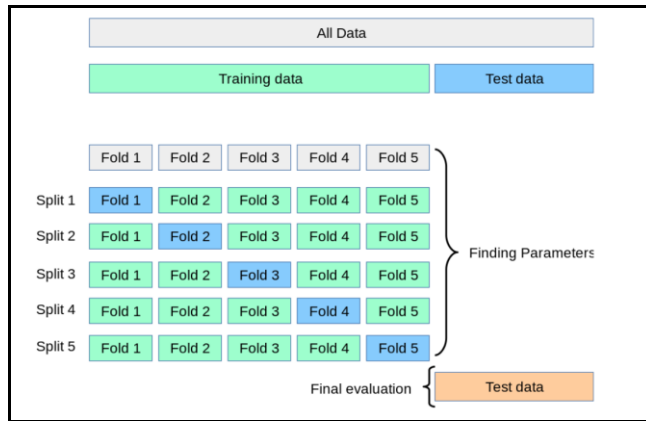 All Data
Training data Test data
Fold 1 Fold 2 Fold 3 Fold 4 Fold 5
Split 1 Fold 1 Fold 2 Fold 3 Fold 4 Fold 5
Split 2 Fold 1 Fold 2 Fold 3 Fold 4 Fold 5
Finding Parameters
Split 3 Fold 1 Fold 2 Fold 3 Fold 4 Fold 5
Split 4 Fold 1 Fold 2 Fold 3 Fold 4 Fold 5
Split 5 Fold 1 Fold 2 Fold 3 Fold 4 Fold 5
Final evaluation Test data